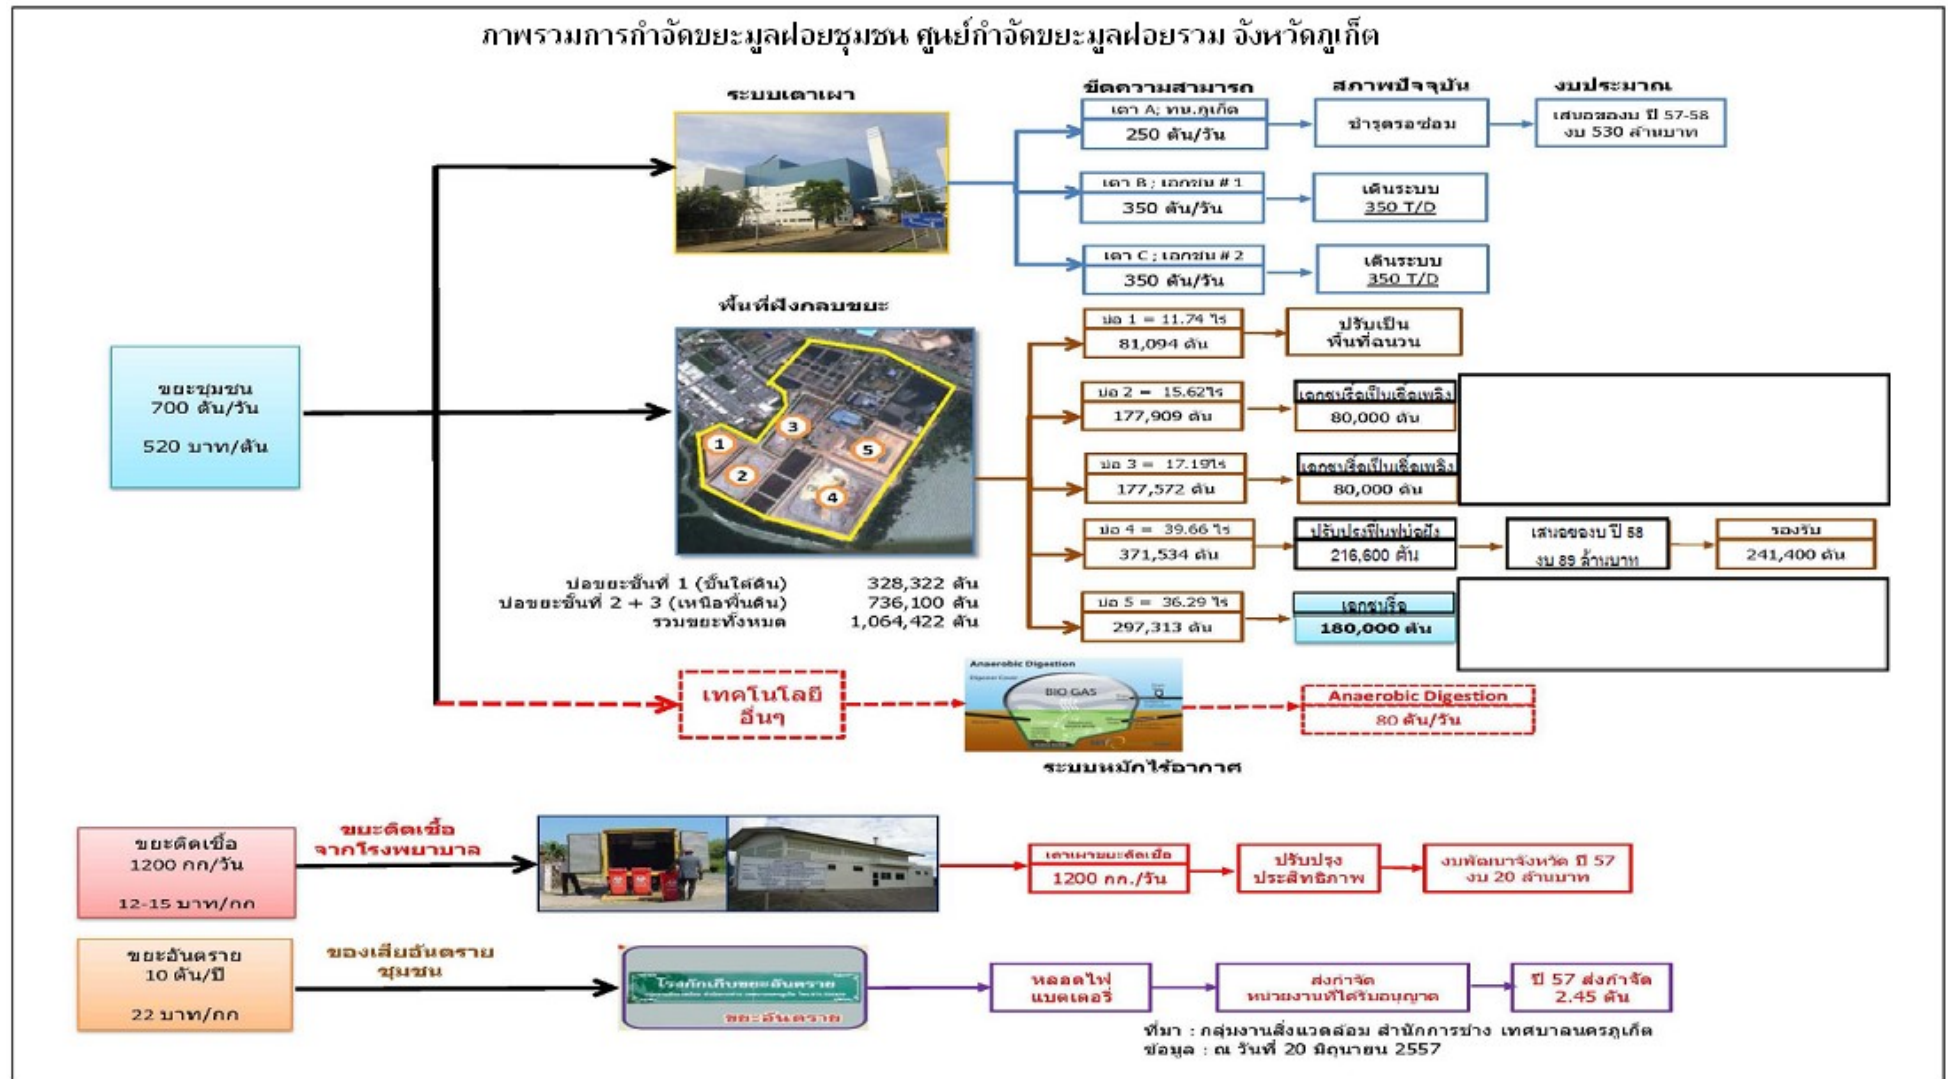 ภาพรวมการกำจัดขยะมูลฝอยชุมชน ศูนย์กำจัดขยะมูลฝอยรวม จังหวัดภูเก็ต
ระบบเตาเผา
ขีดความสามารถ
สภาพปัจจุบัน
งบประมาณ
เตา A; ทน.ภูเก็ต
250 ตัน/วัน
ชำรุดรอซ่อม
เสนอของบ ปี 57-58
งบ 530 ล้านบาท
เตา B ; เอกชน # 1
350 ตัน/วัน
เดินระบบ
350 T/D
เตา C ; เอกชน # 2
350 ตัน/วัน
เดินระบบ
350 T/D
ขยะชุมชน
700 ตัน/วัน
520 บาท/ตัน
พื้นที่ฝังกลบขยะ
1
2
3
4
5
บ่อ 1 = 11.74 ไร่
81,094 ตัน
ปรับเป็น
พื้นที่ฉนวน
บ่อ 2 = 15.62ไร่
177,909 ตัน
เอกชนรื้อเป็นเชื้อเพลิง
80,000 ตัน
บ่อ 3 = 17.19ไร่
177,572 ตัน
เอกชนรื้อเป็นเชื้อเพลิง
80,000 ตัน
บ่อ 4 = 39.66 ไร่
371,534 ตัน
ปรับปรุงฟื้นฟูบ่อฝัง
216,600 ตัน
เสนอของบ ปี 58
งบ 89 ล้านบาท
รองรับ
241,400 ตัน
บ่อ 5 = 36.29 ไร่
297,313 ตัน
เอกชนรื้อ
180,000 ตัน
บ่อขยะชั้นที่ 1 (ชั้นใต้ดิน) 328,322 ตัน
บ่อขยะชั้นที่ 2 + 3 (เหนือพื้นดิน) 736,100 ตัน
รวมขยะทั้งหมด 1,064,422 ตัน
เทคโนโลยี
อื่นๆ
Anaerobic Digestion
Digester Cover
BIO GAS
ระบบหมักไร้อากาศ
Anaerobic Digestion
80 ตัน/วัน
ขยะติดเชื้อ
1200 กก/วัน
12-15 บาท/กก
ขยะติดเชื้อ
จากโรงพยาบาล
เตาเผาขยะติดเชื้อ
1200 กก./วัน
ปรับปรุง
ประสิทธิภาพ
งบพัฒนาจังหวัด ปี 57
งบ 20 ล้านบาท
ขยะอันตราย
10 ตัน/ปี
22 บาท/กก
ของเสียอันตราย
ชุมชน
โรงกักเก็บขยะอันตราย
ขยะอันตราย
หลอดไฟ
แบตเตอรี่
ส่งกำจัด
หน่วยงานที่ได้รับอนุญาต
ปี 57 ส่งกำจัด
2.45 ตัน
ที่มา : กลุ่มงานสิ่งแวดล้อม สำนักการช่าง เทศบาลนครภูเก็ต
ข้อมูล : ณ วันที่ 20 มิถุนายน 2557